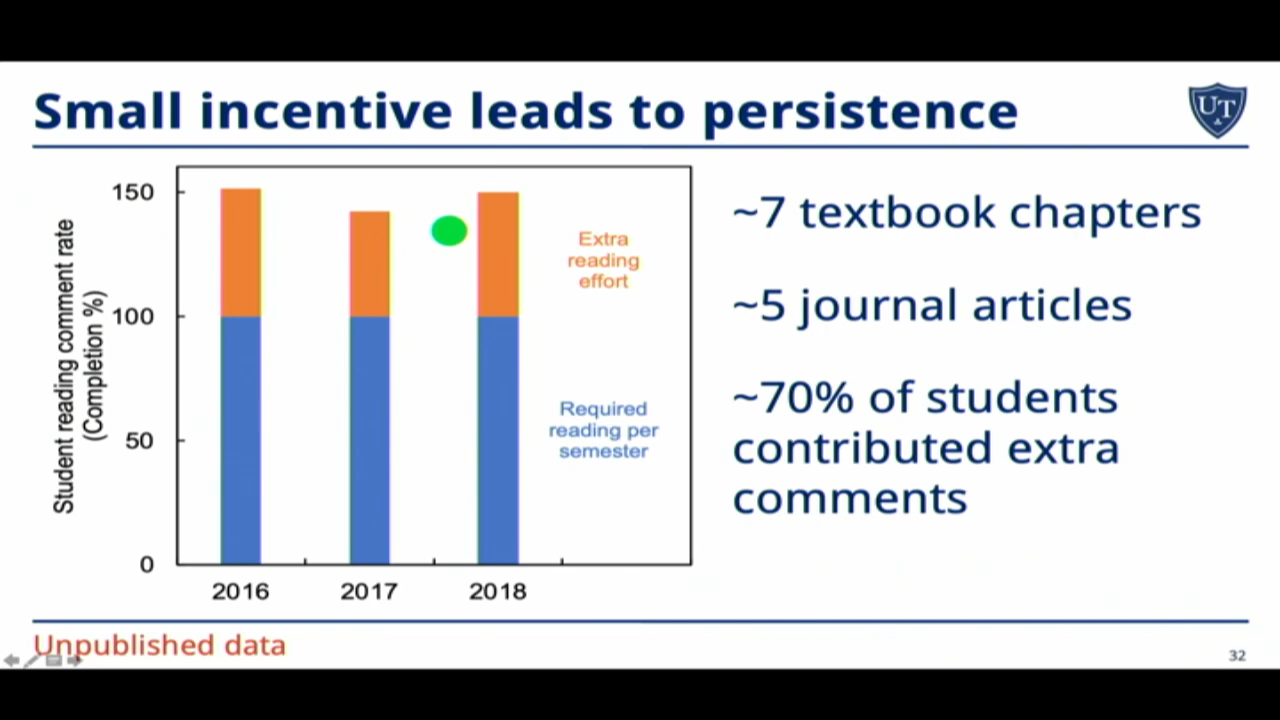 Small incentive leads to persistence
UT
Student reading comment rate
(Completion %)
150
100
50
0
2016 2017 2018
Extra
reading
effort
Required
reading per
semester
~7 textbook chapters
~5 journal articles
~70% of students
contributed extra
comments
Unpublished data
32